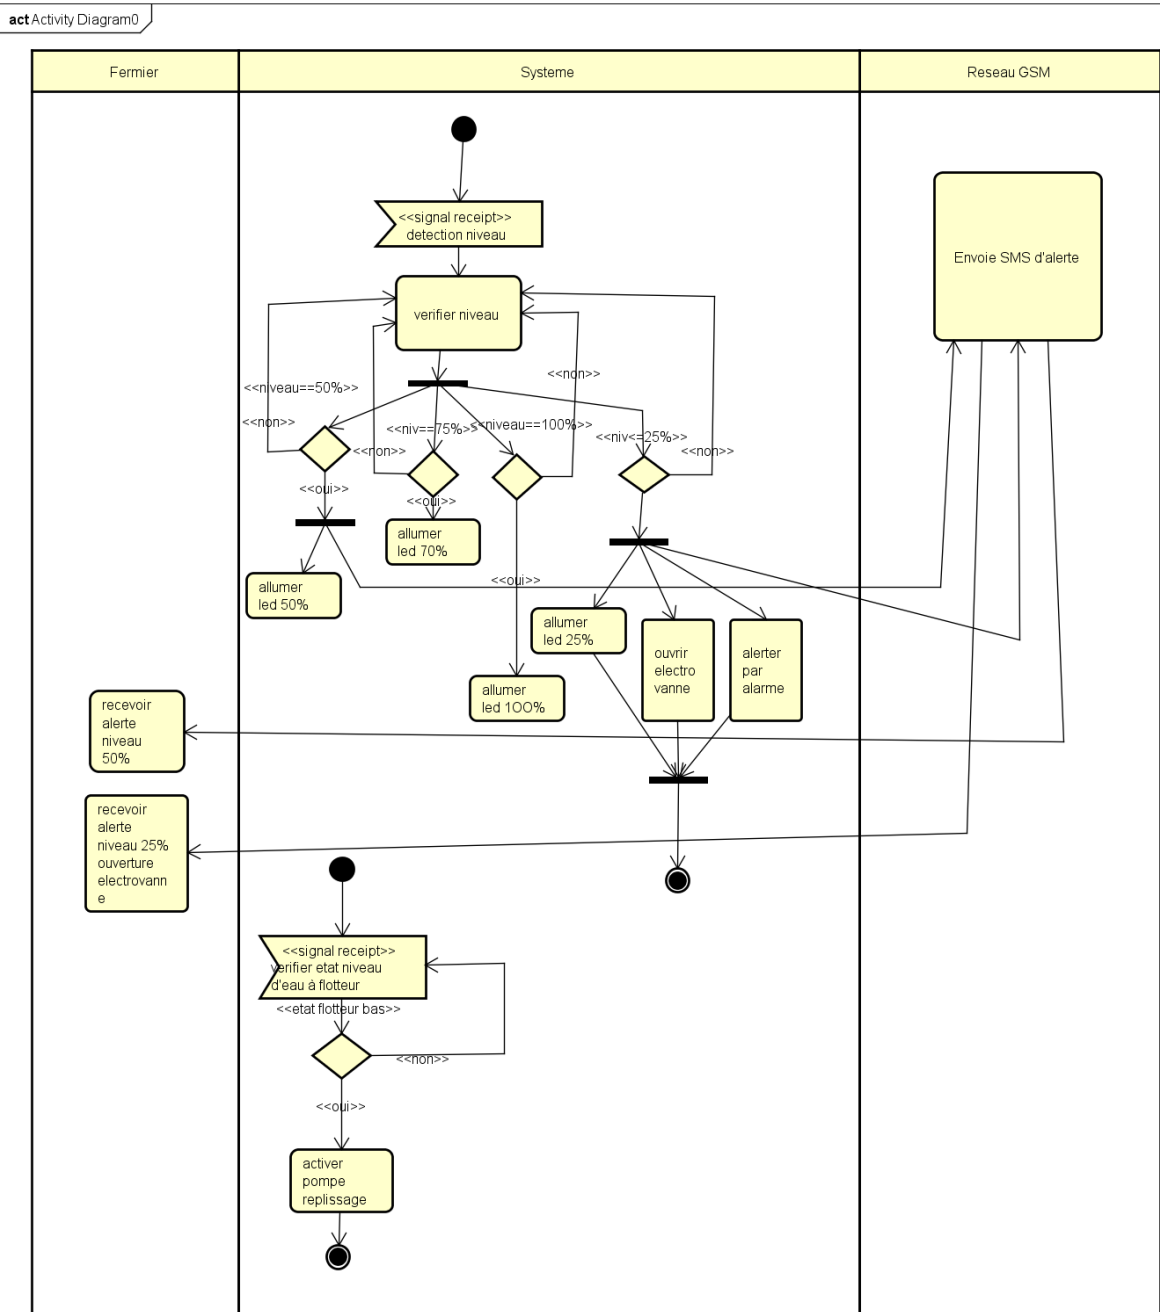 act Activity Diagram0
Fermier
Systeme
Reseau GSM
<<signal receipt>>
detection niveau
Envoie SMS d'alerte
verifier niveau
<<non>>
<<niveau==50%>>
<<non>>
<<niv==75%>>
<<niveau==100%>>
<<niv<=25%>>
<<non>>
<<non>>
<<oui>>
<<oui>>
allumer
led 70%
allumer
led 50%
<<oui>>
allumer
led 25%
ouvrir
electro
vanne
alerter
par
alarme
allumer
led 1OO%
recevoir
alerte
niveau
50%
recevoir
alerte
niveau 25%
ouverture
electrovann
e
<<signal receipt>>
verifier etat niveau
d'eau à flotteur
<<etat flotteur bas>>
<<non>>
<<oui>>
activer
pompe
replissage